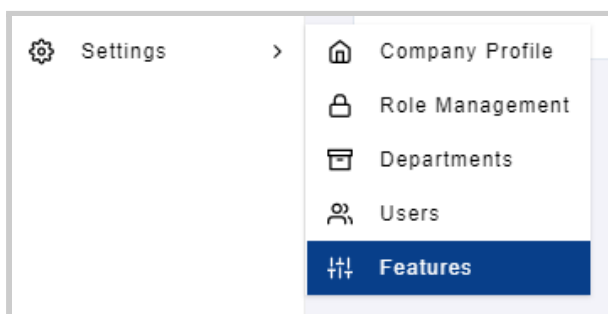 Settings
Company Profile
Role Management
Departments
Users
Features